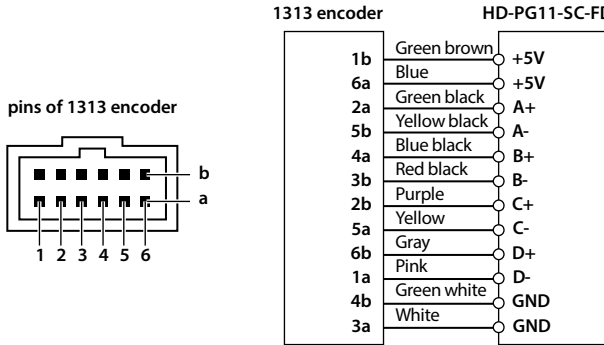 1313 encoder HD-PG11-SC-FD
1b Green brown +5V
6a Blue +5V
2a Green black A+
5b Yellow black A-
4a Blue black B+
3b Red black B-
2b Purple C+
5a Yellow C-
6b Gray D+
1a Pink D-
4b Green white GND
3a White GND
pins of 1313 encoder
b
a
1 2 3 4 5 6